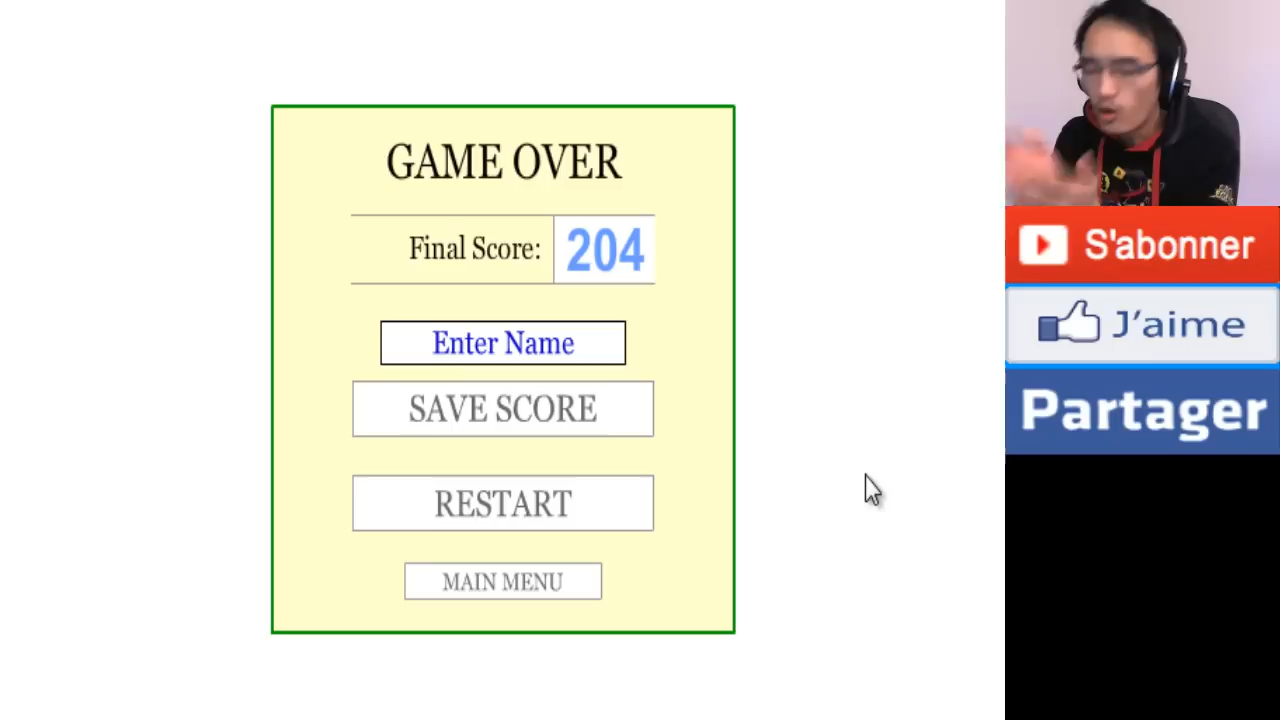 GAME OVER
Final Score: 204
Enter Name
SAVE SCORE
RESTART
MAIN MENU
S'abonner
J’aime
Partager